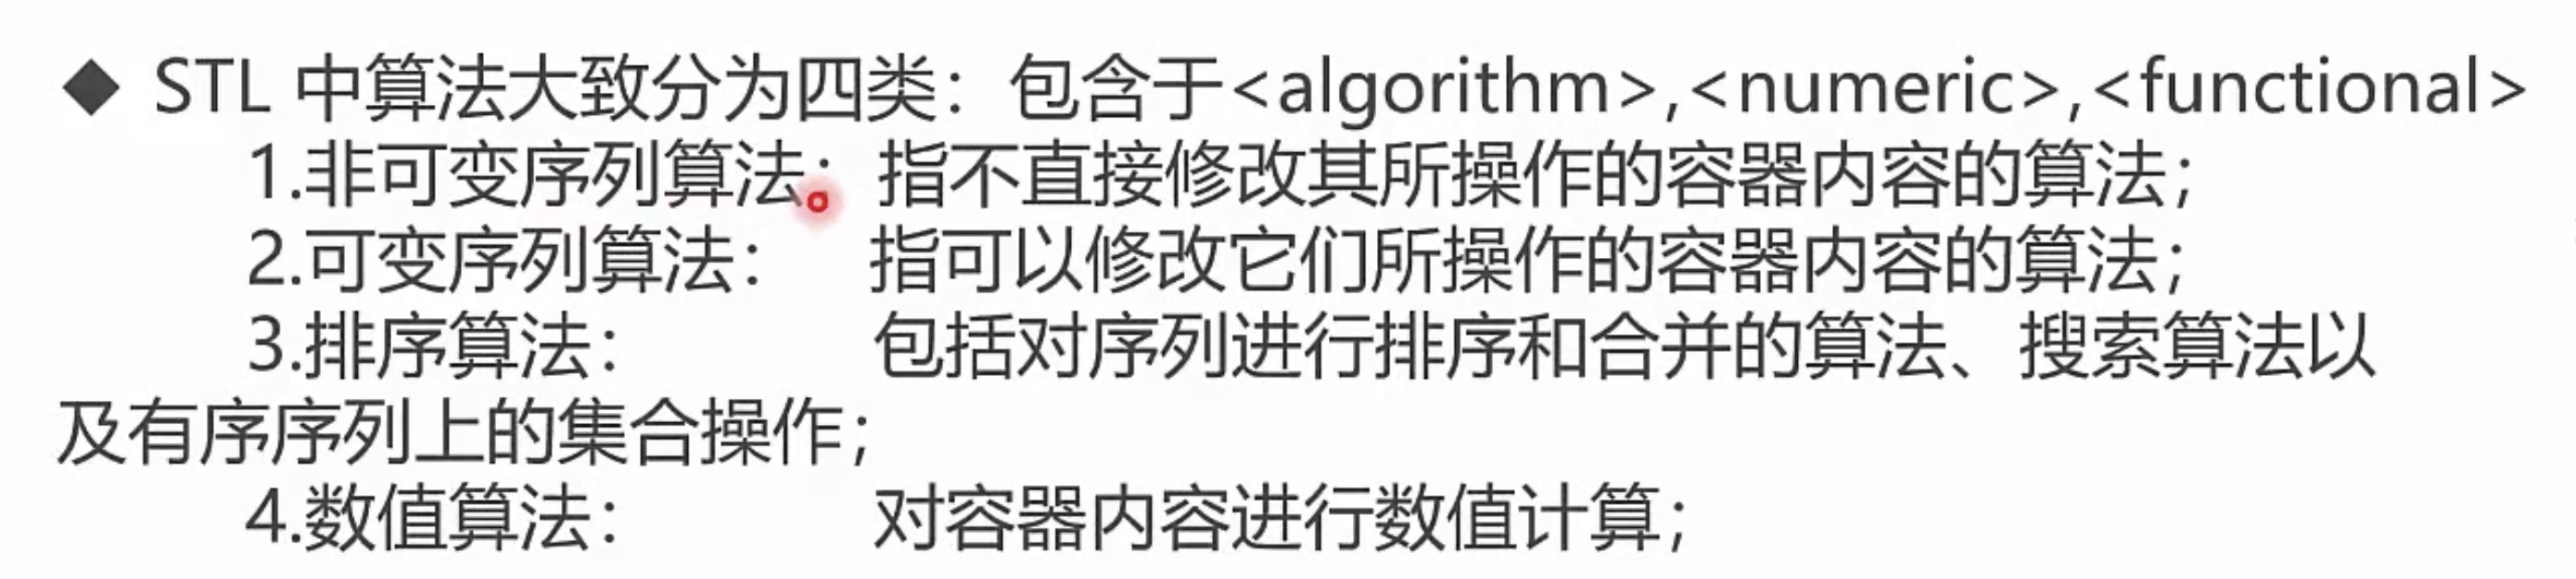 ◆ STL 中算法大致分为四类：包含于<algorithm>,<numeric>,<functional>
1.非可变序列算法：指不直接修改其所操作的容器内容的算法；
2.可变序列算法： 指可以修改它们所操作的容器内容的算法；
3.排序算法： 包括对序列进行排序和合并的算法、搜索算法以
及有序序列上的集合操作；
4.数值算法： 对容器内容进行数值计算；